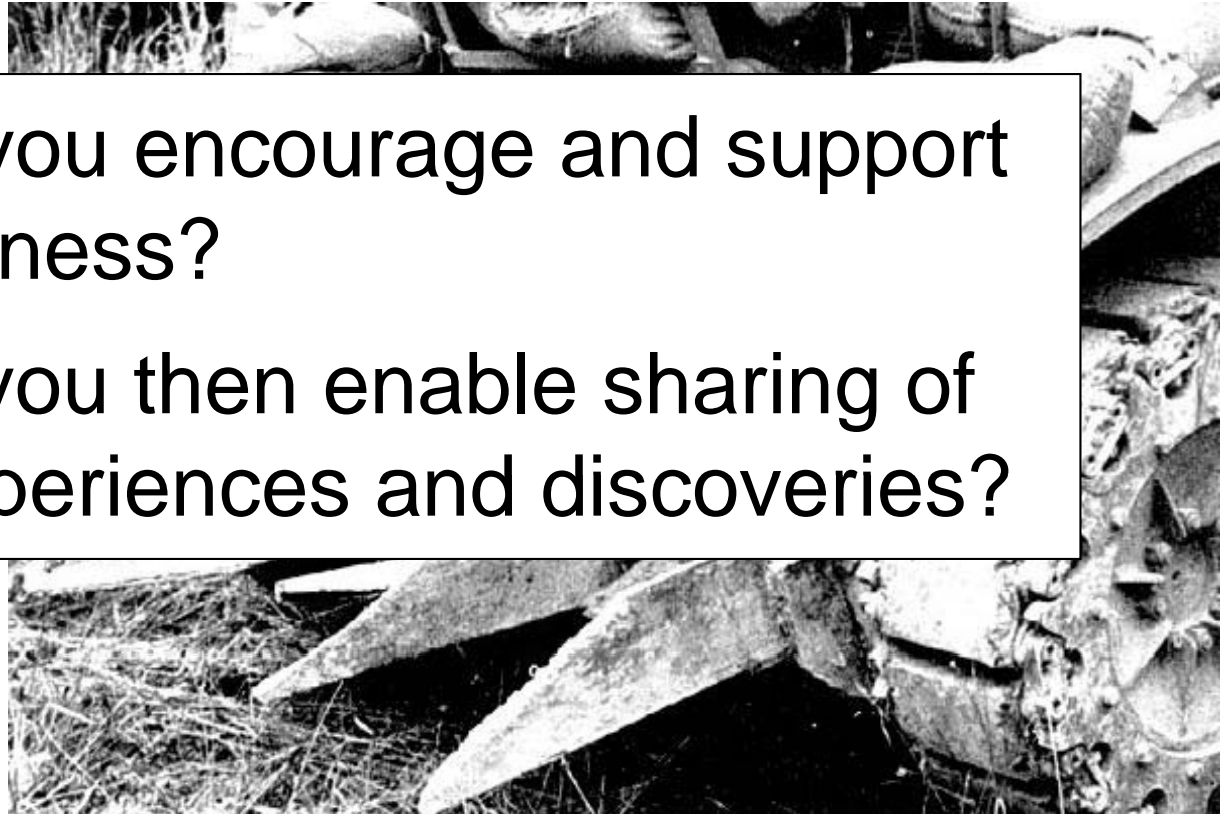 you encourage and support
ness?
you then enable sharing of
periences and discoveries?